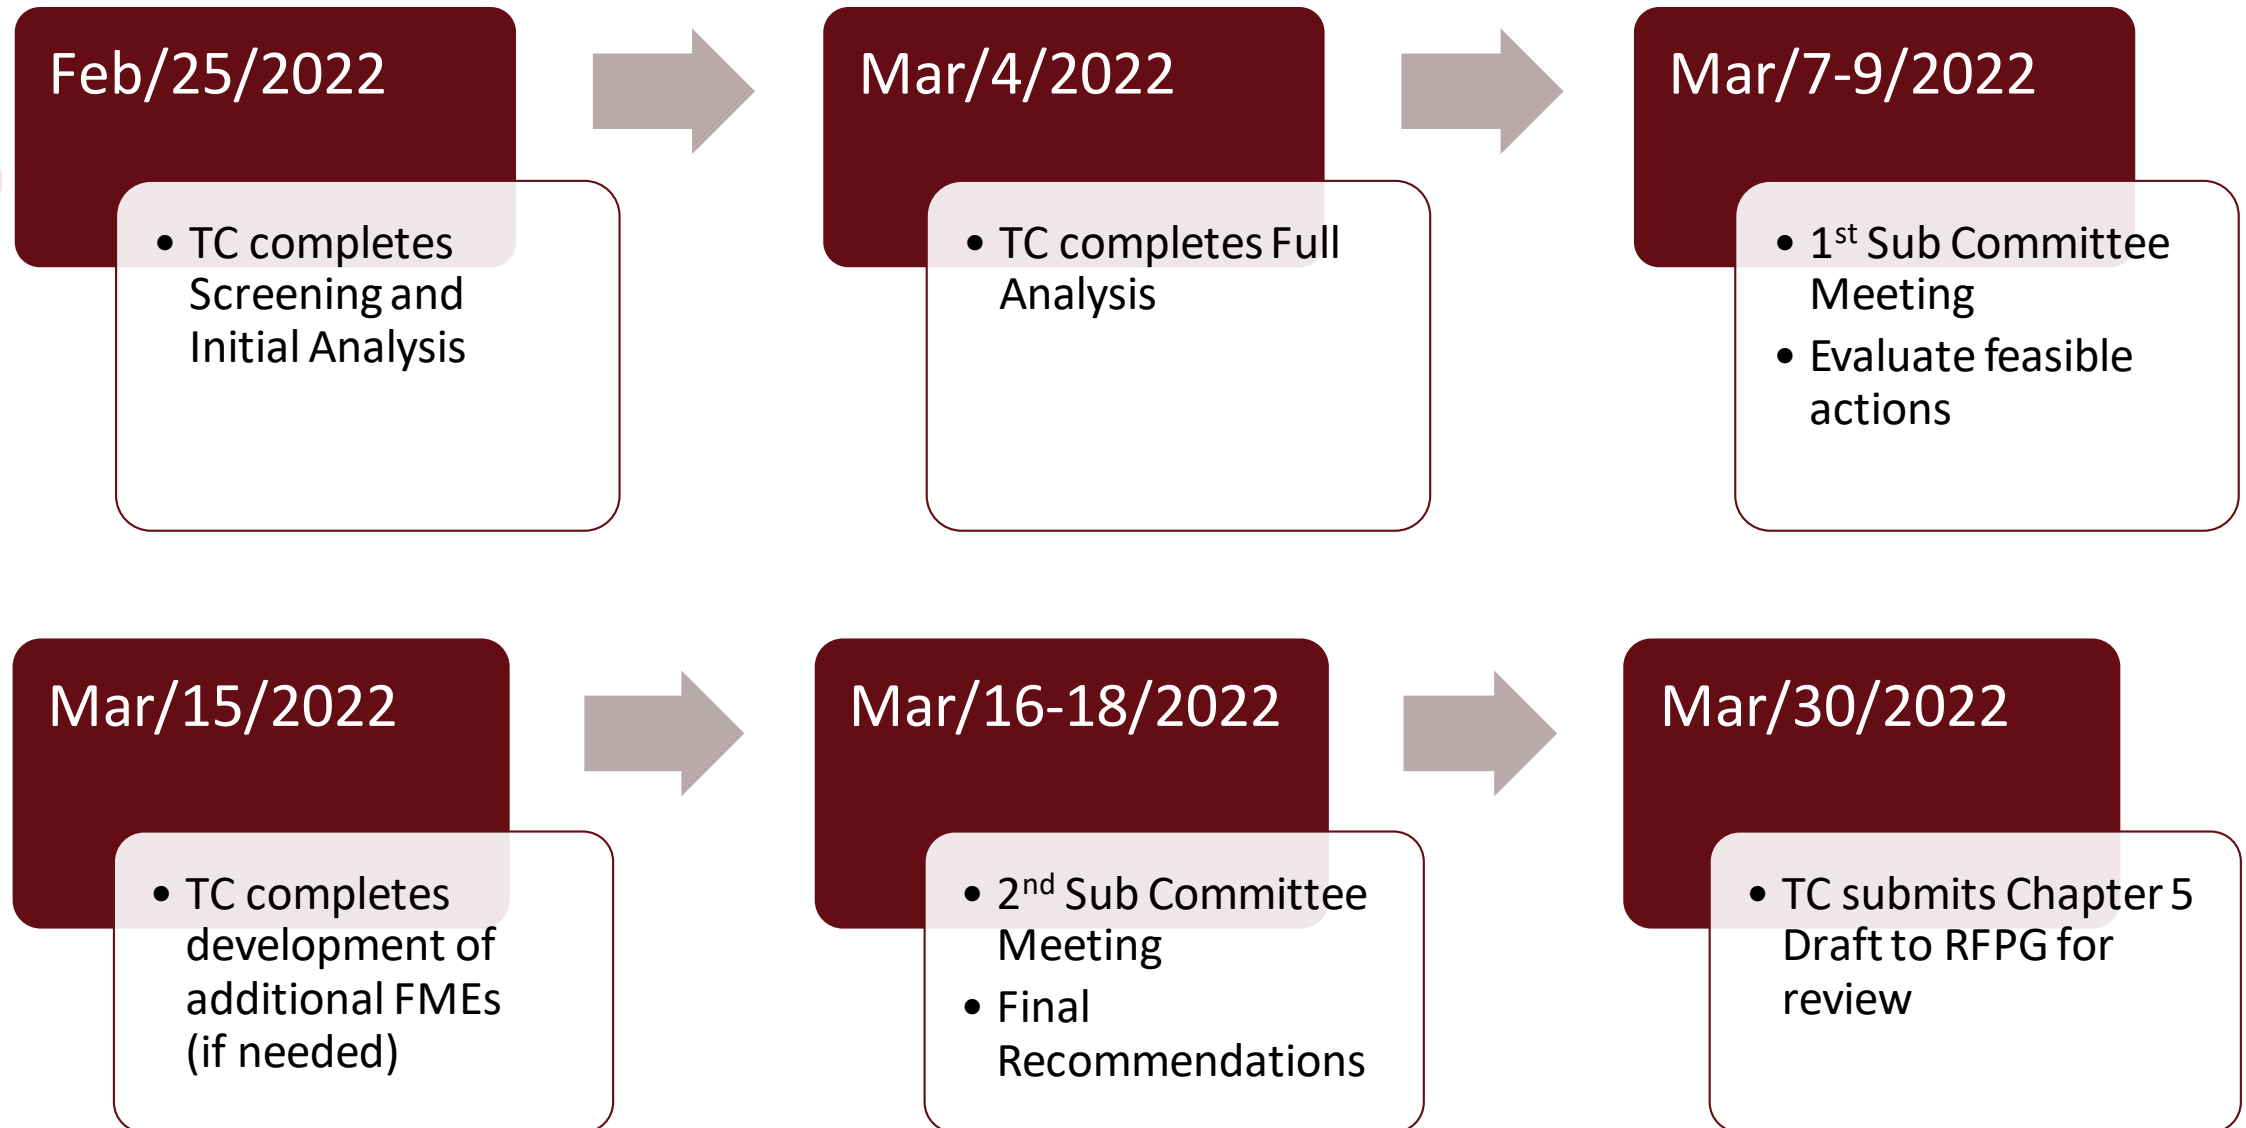 Feb/25/2022
• TC completes
Screening and
Initial Analysis
Mar/4/2022
• TC completes Full
Analysis
Mar/7-9/2022
• 1st Sub Committee
Meeting
• Evaluate feasible
actions
Mar/15/2022
• TC completes
development of
additional FMEs
(if needed)
Mar/16-18/2022
• 2nd Sub Committee
Meeting
• Final
Recommendations
Mar/30/2022
• TC submits Chapter 5
Draft to RFPG for
review